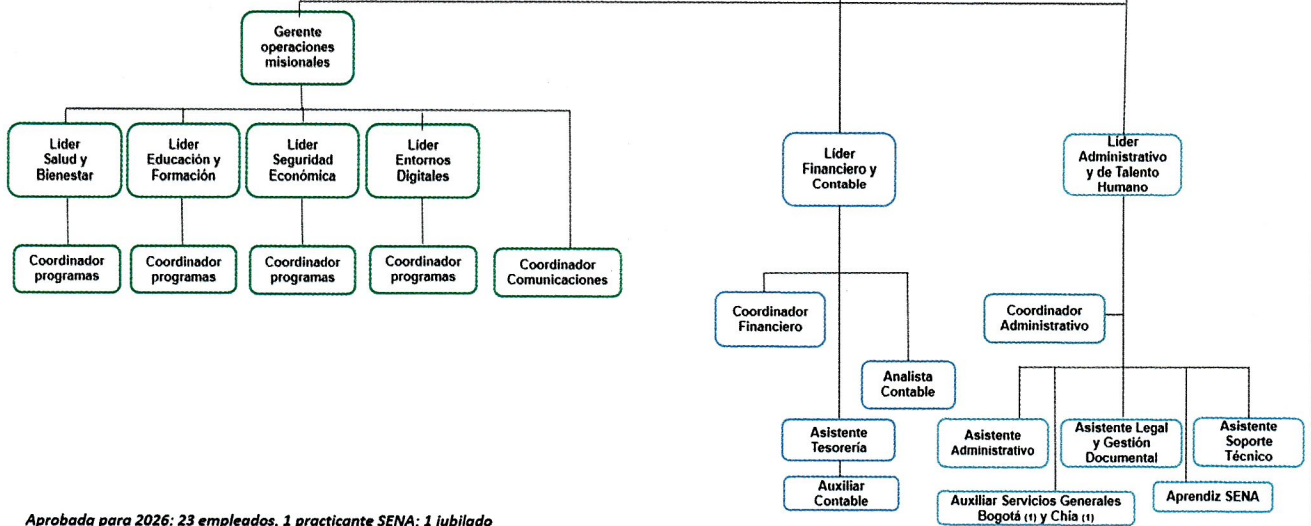 Gerente
operaciones
misionales
Líder
Salud y
Bienestar
Líder
Educación y
Formación
Líder
Seguridad
Económica
Líder
Entornos
Digitales
Líder
Financiero y
Contable
Líder
Administrativo
y de Talento
Humano
Coordinador
programas
Coordinador
programas
Coordinador
programas
Coordinador
programas
Coordinador
Comunicaciones
Coordinador
Financiero
Coordinador
Administrativo
Analista
Contable
Asistente
Tesorería
Asistente
Administrativo
Asistente Legal
y Gestión
Documental
Asistente
Soporte
Técnico
Auxiliar
Contable
Auxiliar Servicios Generales
Bogotá (1) y Chía (1)
Aprendiz SENA
Aprobada para 2026: 23 empleados, 1 practicante SENA; 1 jubilado